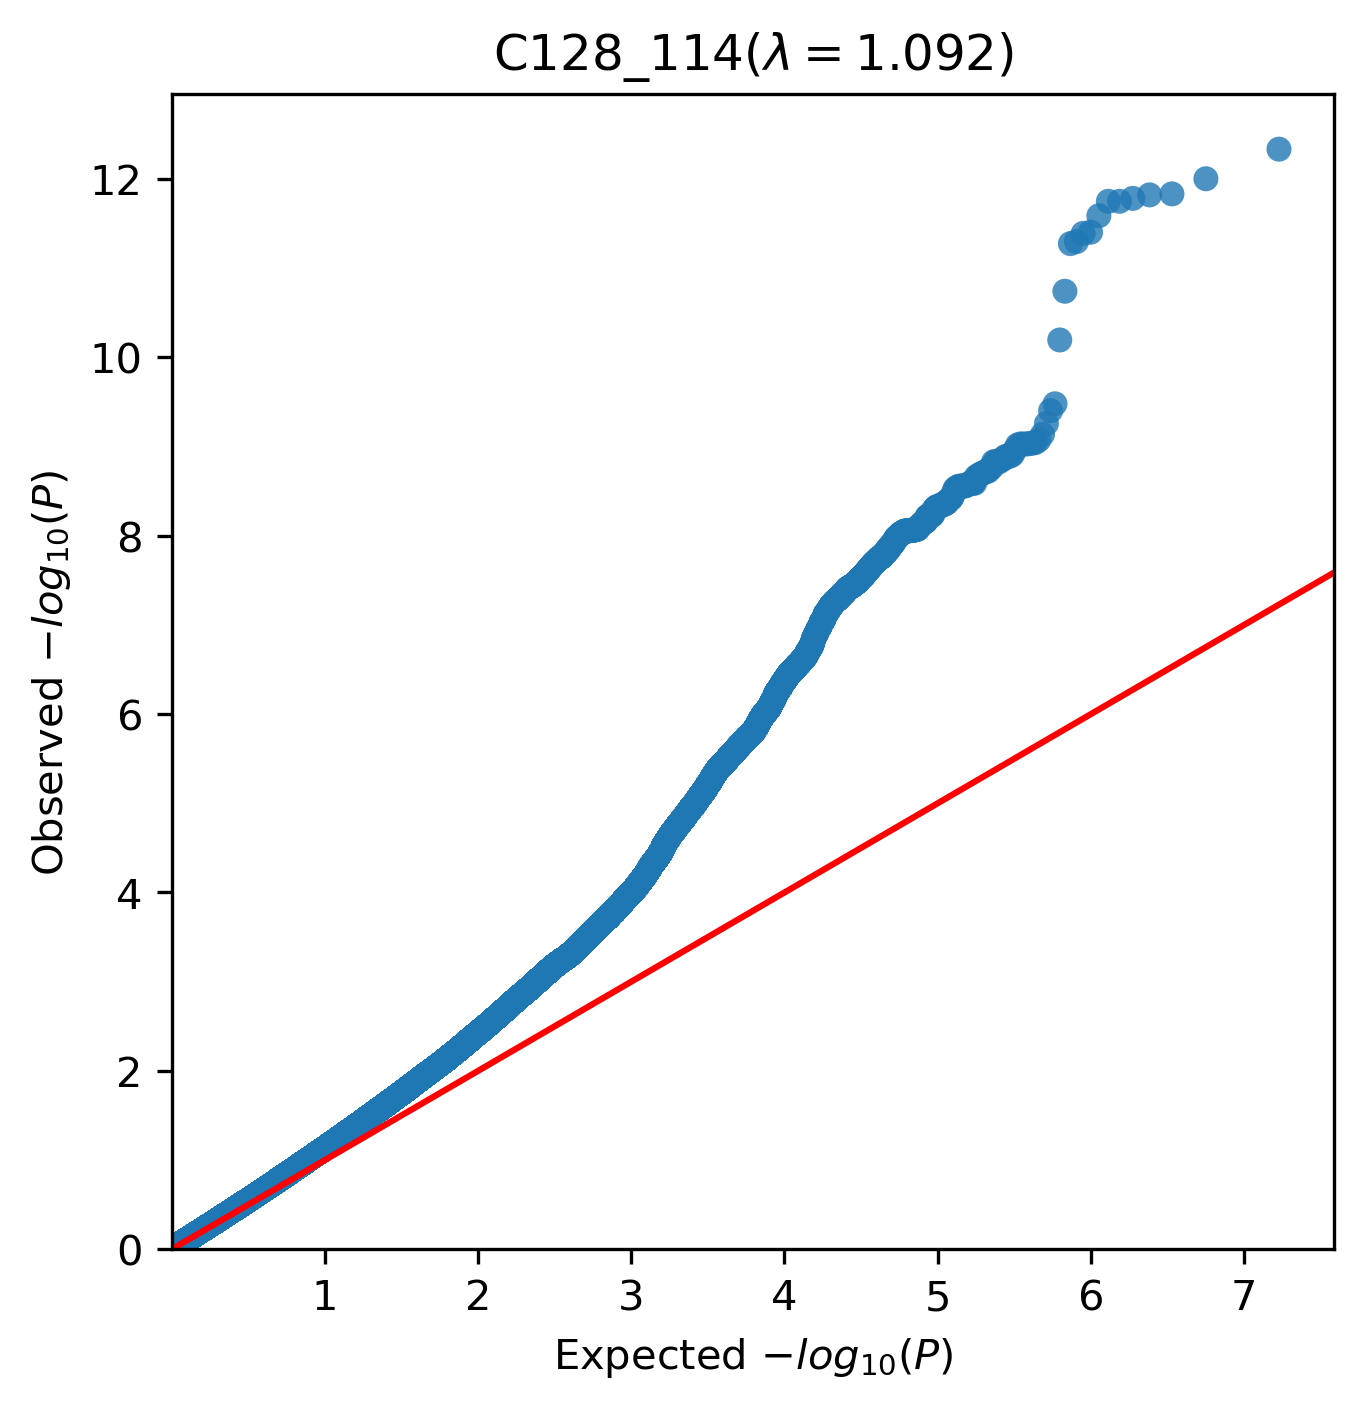 C128_114(λ = 1.092)
12
10
8
6
4
2
0
Observed −log10(P)
1 2 3 4 5 6 7
Expected −log10(P)